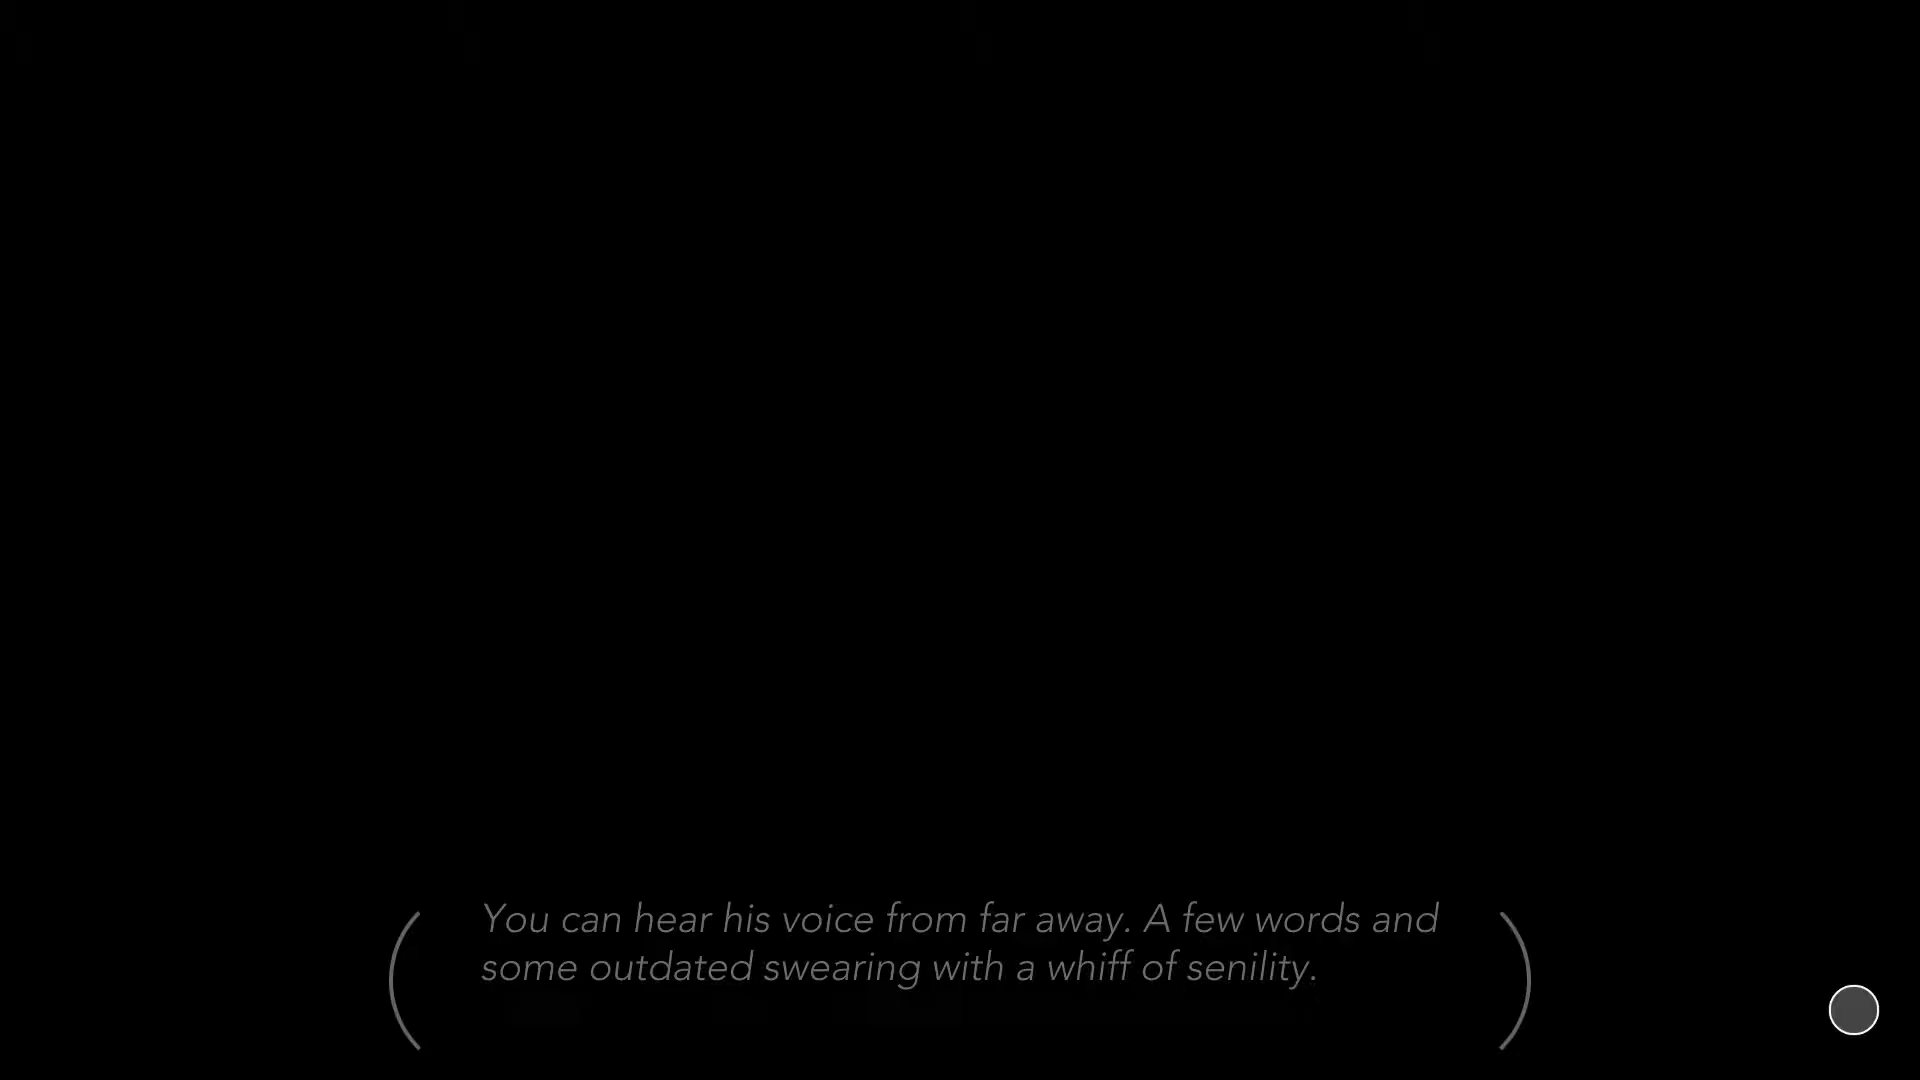 You can hear his voice from far away. A few words and
some outdated swearing with a whiff of senility.